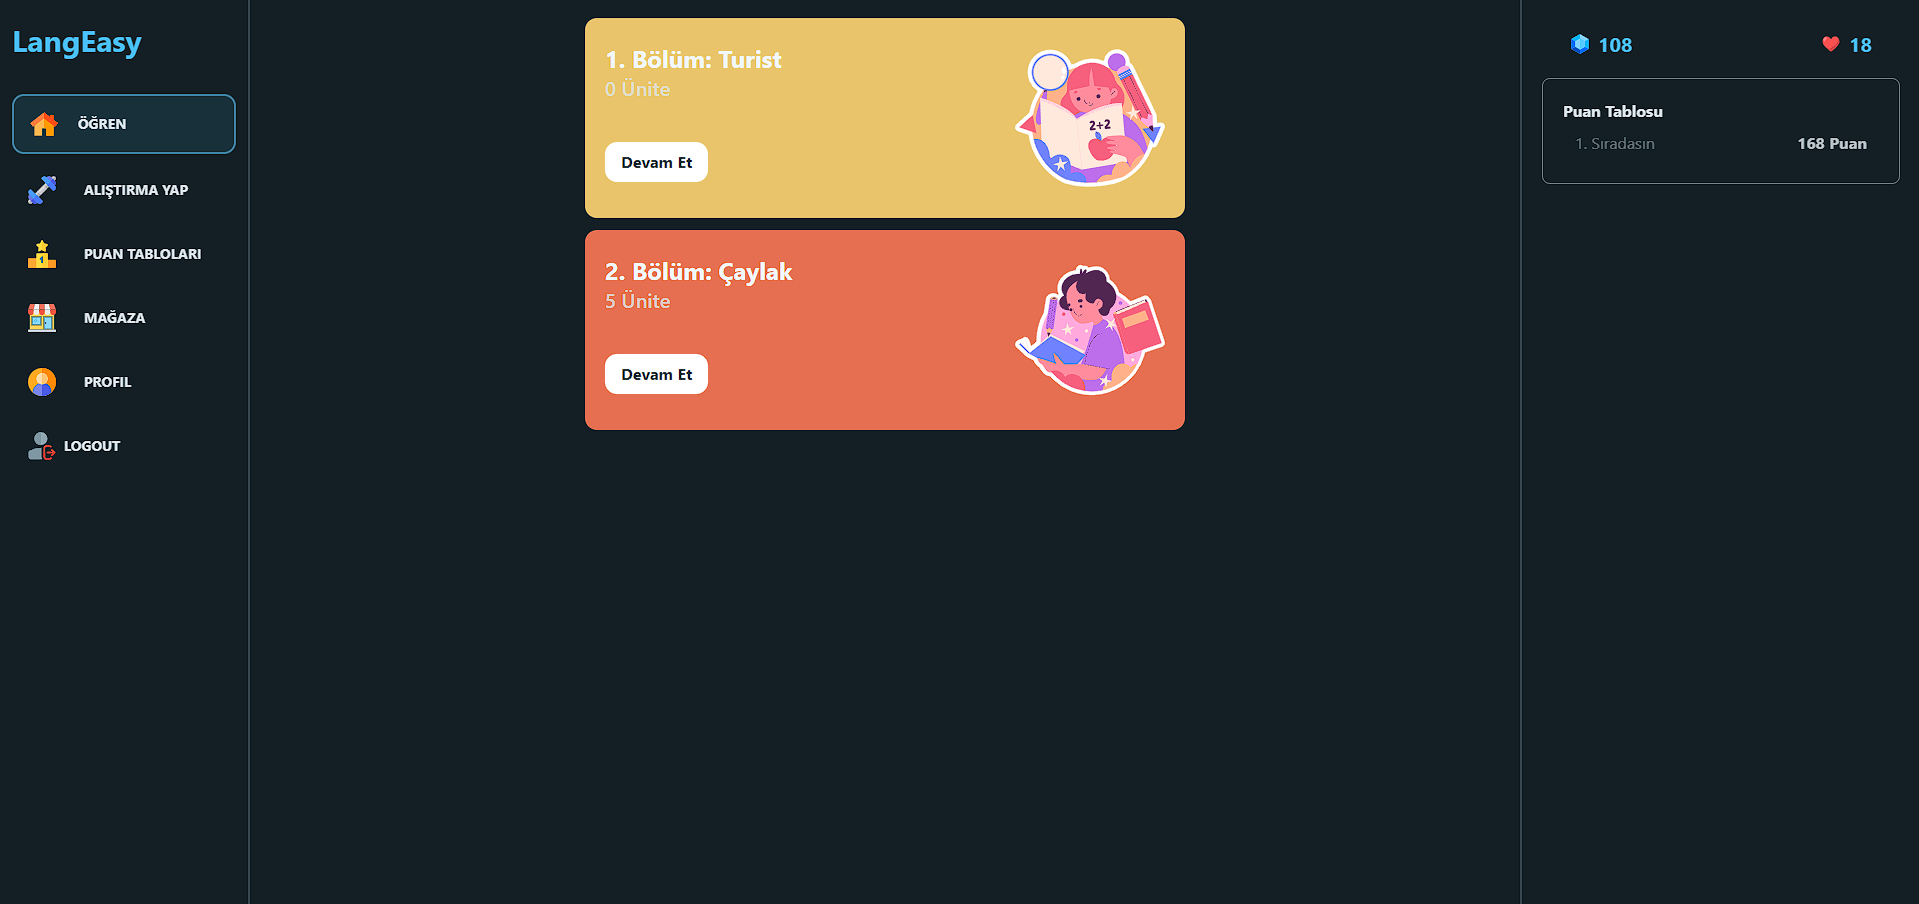 LangEasy
ÖĞREN
ALIŞTIRMA YAP
PUAN TABLOLARI
MAĞAZA
PROFIL
LOGOUT
1. Bölüm: Turist
0 Ünite
Devam Et
2+2
2. Bölüm: Çaylak
5 Ünite
Devam Et
108
18
Puan Tablosu
1. Sıradasın
168 Puan